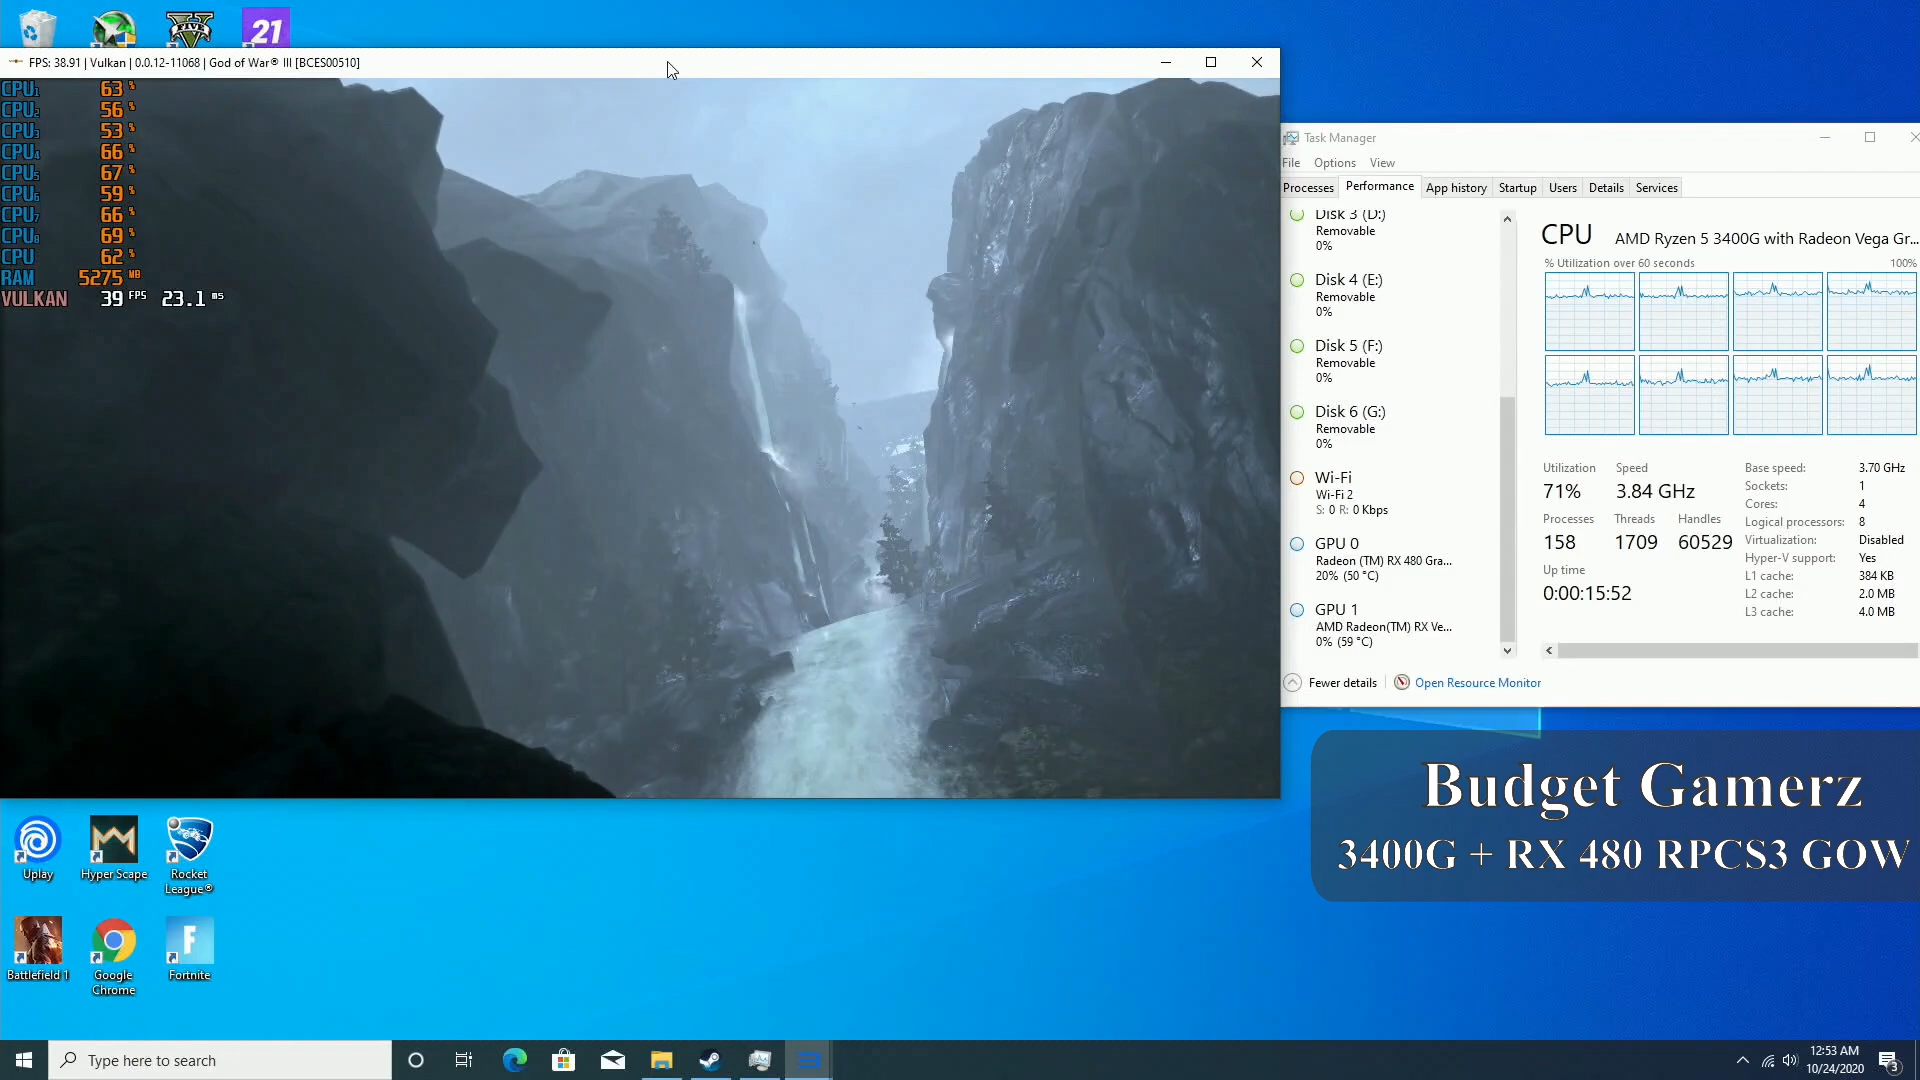 21
FIVE
FPS: 38.91 | Vulkan | 0.0.12-11068 | God of War® III [BCES00510]
CPU1 63 %
CPU2 56 %
CPU3 53 %
CPU4 66 %
CPU5 67 %
CPU6 59 %
CPU7 66 %
CPU8 69 %
CPU 62 %
RAM 5275 MB
VULKAN 39 FPS 23.1 ms
Task Manager
File Options View
Processes Performance App history Startup Users Details Services
Disk 3 (D:)
Removable
0%
Disk 4 (E:)
Removable
0%
Disk 5 (F:)
Removable
0%
Disk 6 (G:)
Removable
0%
Wi-Fi
Wi-Fi 2
S: 0 R: 0 Kbps
GPU 0
Radeon (TM) RX 480 Gra...
20% (50 °C)
GPU 1
AMD Radeon(TM) RX Ve...
0% (59 °C)
CPU AMD Ryzen 5 3400G with Radeon Vega Gr...
% Utilization over 60 seconds 100%
Utilization Speed
71% 3.84 GHz
Processes Threads Handles
158 1709 60529
Up time
0:00:15:52
Base speed: 3.70 GHz
Sockets: 1
Cores: 4
Logical processors: 8
Virtualization: Disabled
Hyper-V support: Yes
L1 cache: 384 KB
L2 cache: 2.0 MB
L3 cache: 4.0 MB
Fewer details Open Resource Monitor
Budget Gamerz
3400G + RX 480 RPCS3 GOW
Uplay
Hyper Scape
Rocket
League®
Battlefield 1
Google
Chrome
Fortnite
Type here to search
12:53 AM
10/24/2020
3